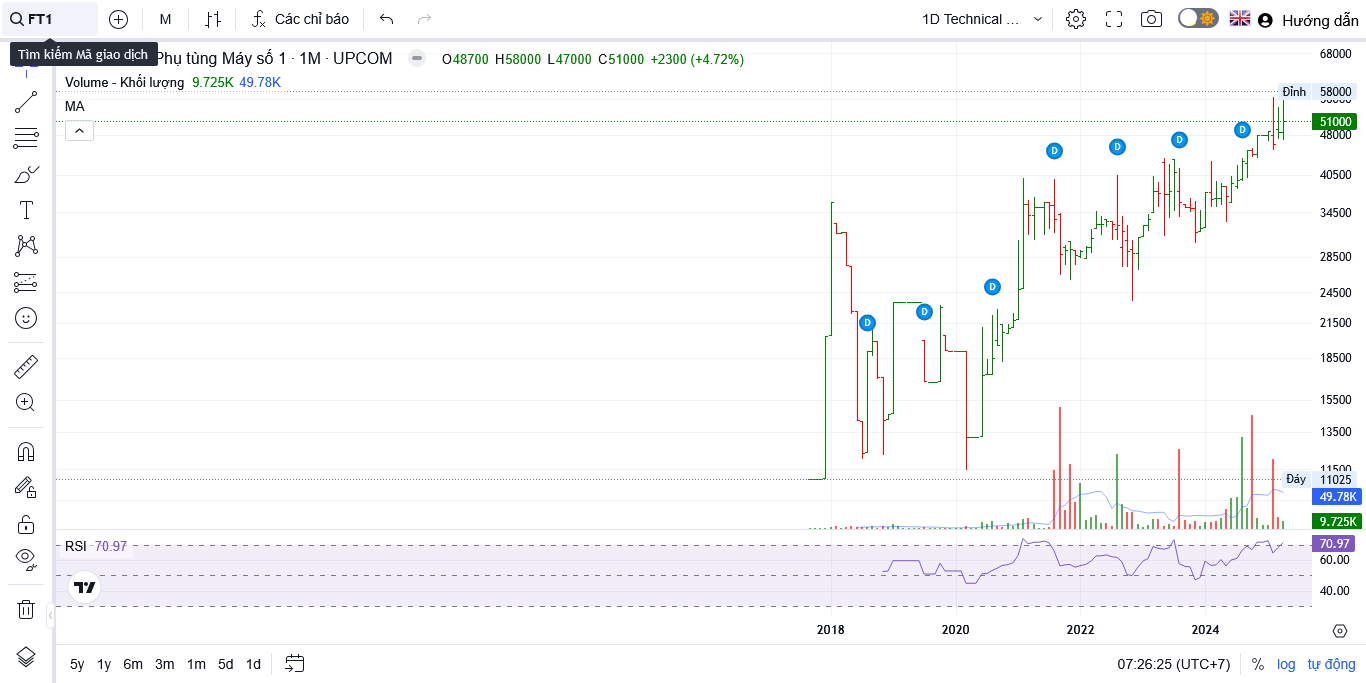 FT1
M
Các chỉ báo
1D Technical ...
Hướng dẫn
Tìm kiếm Mã giao dịch
Phụ tùng Máy số 1 · 1M · UPCOM
O48700 H58000 L47000 C51000 +2300 (+4.72%)
Volume - Khối lượng 9.725K 49.78K
MA
68000
Đỉnh 58000
56000
51000
48000
40500
34500
28500
24500
21500
18500
15500
13500
11500
Đáy 11025
49.78K
9.725K
D
D
D
D
D
D
D
RSI 70.97
70.97
60.00
40.00
2018
2020
2022
2024
5y 1y 6m 3m 1m 5d 1d
07:26:25 (UTC+7)
% log tự động